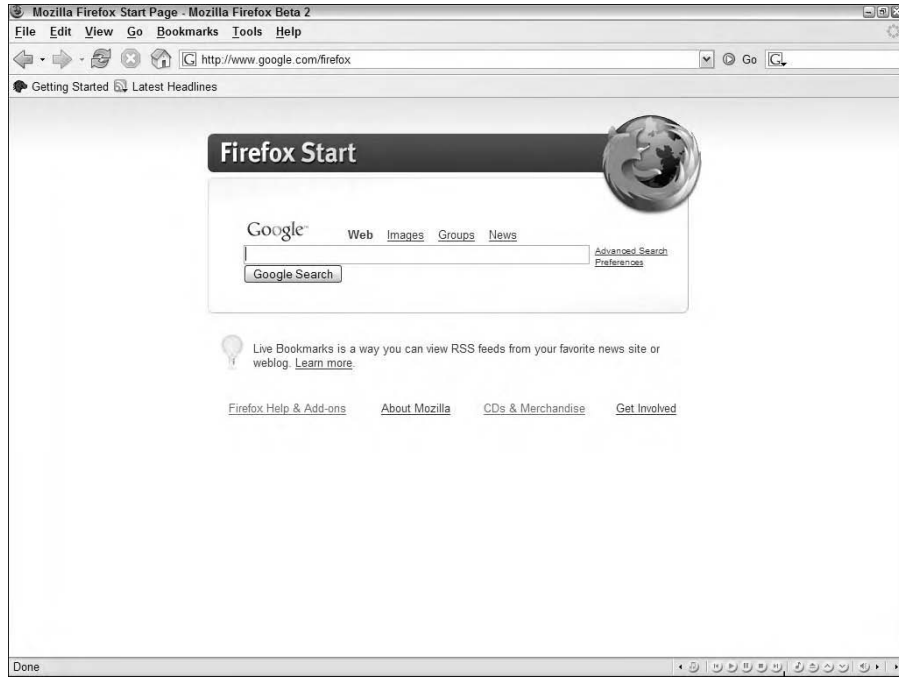 Mozilla Firefox Start Page - Mozilla Firefox Beta 2
File Edit View Go Bookmarks Tools Help
http://www.google.com/firefox Go
Getting Started Latest Headlines
Firefox Start
Google Web Images Groups News
Advanced Search
Preferences
Google Search
Live Bookmarks is a way you can view RSS feeds from your favorite news site or
weblog. Learn more.
Firefox Help & Add-ons About Mozilla CDs & Merchandise Get Involved
Done